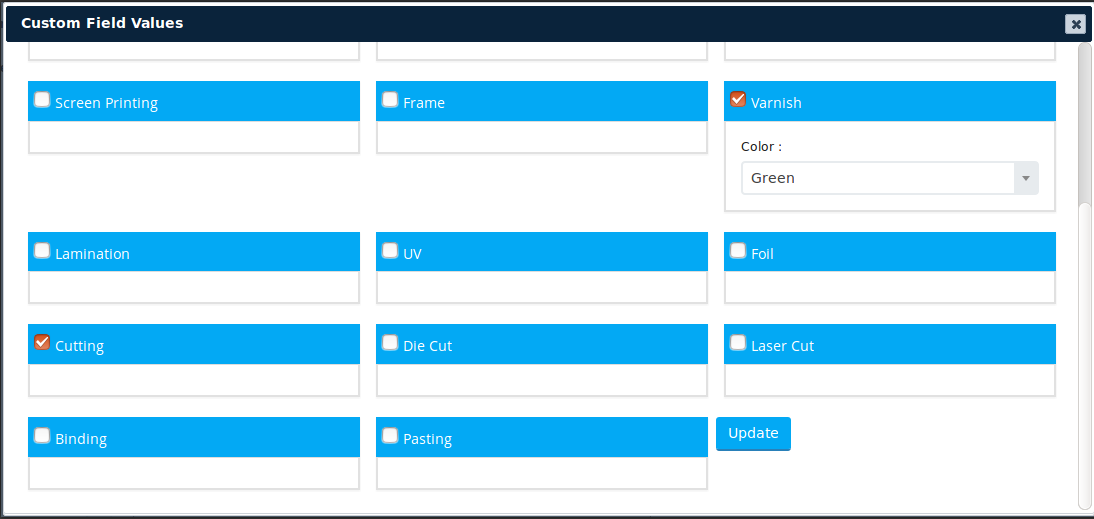 Custom Field Values
Screen Printing
Frame
Varnish
Color :
Green
Lamination
UV
Foil
Cutting
Die Cut
Laser Cut
Binding
Pasting
Update